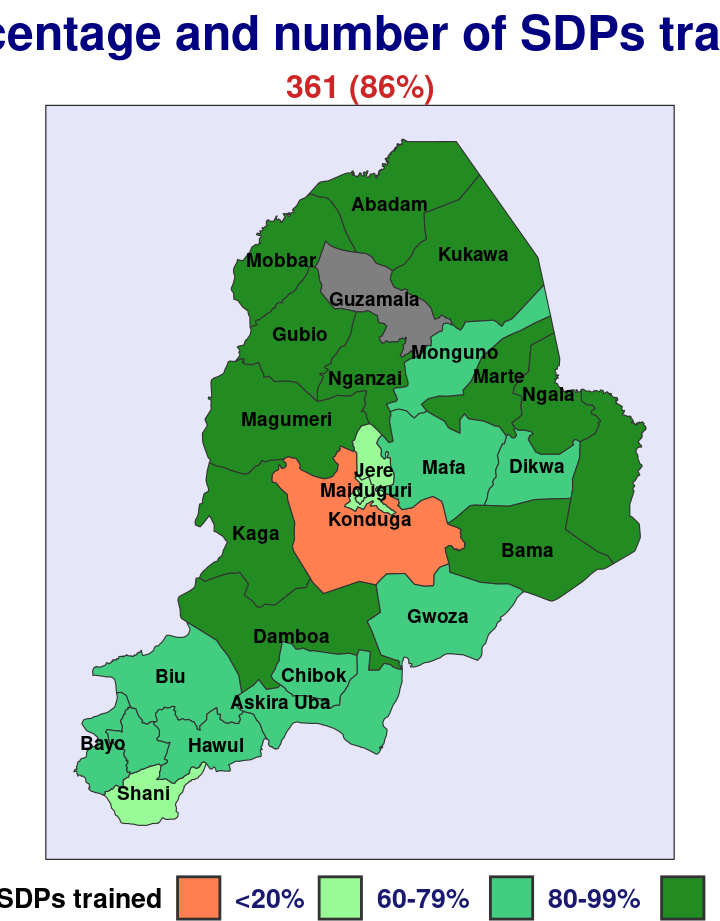 centage and number of SDPs tra
361 (86%)
Abadam
Kukawa
Mobbar
Guzamala
Gubio
Monguno
Nganzai
Marte
Ngala
Magumeri
Jere
Mafa
Dikwa
Maiduguri
Konduga
Kaga
Bama
Gwoza
Damboa
Biu
Chibok
Askira Uba
Bayo
Hawul
Shani
SDPs trained <20% 60-79% 80-99%